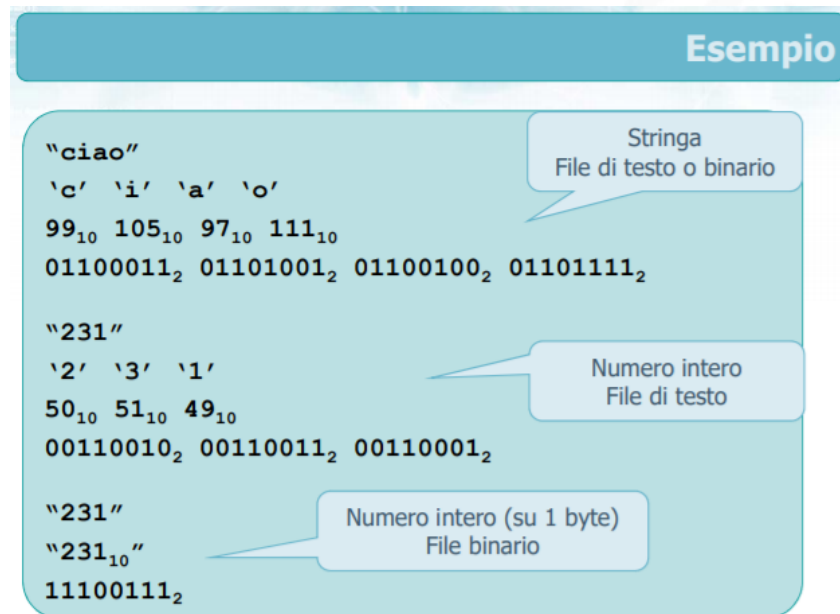 Esempio
“ciao”
Stringa
File di testo o binario
‘c’ ‘i’ ‘a’ ‘o’
99₁₀ 105₁₀ 97₁₀ 111₁₀
01100011₂ 01101001₂ 01100100₂ 01101111₂
“231”
‘2’ ‘3’ ‘1’
Numero intero
File di testo
50₁₀ 51₁₀ 49₁₀
00110010₂ 00110011₂ 00110001₂
“231”
Numero intero (su 1 byte)
File binario
“231₁₀”
11100111₂